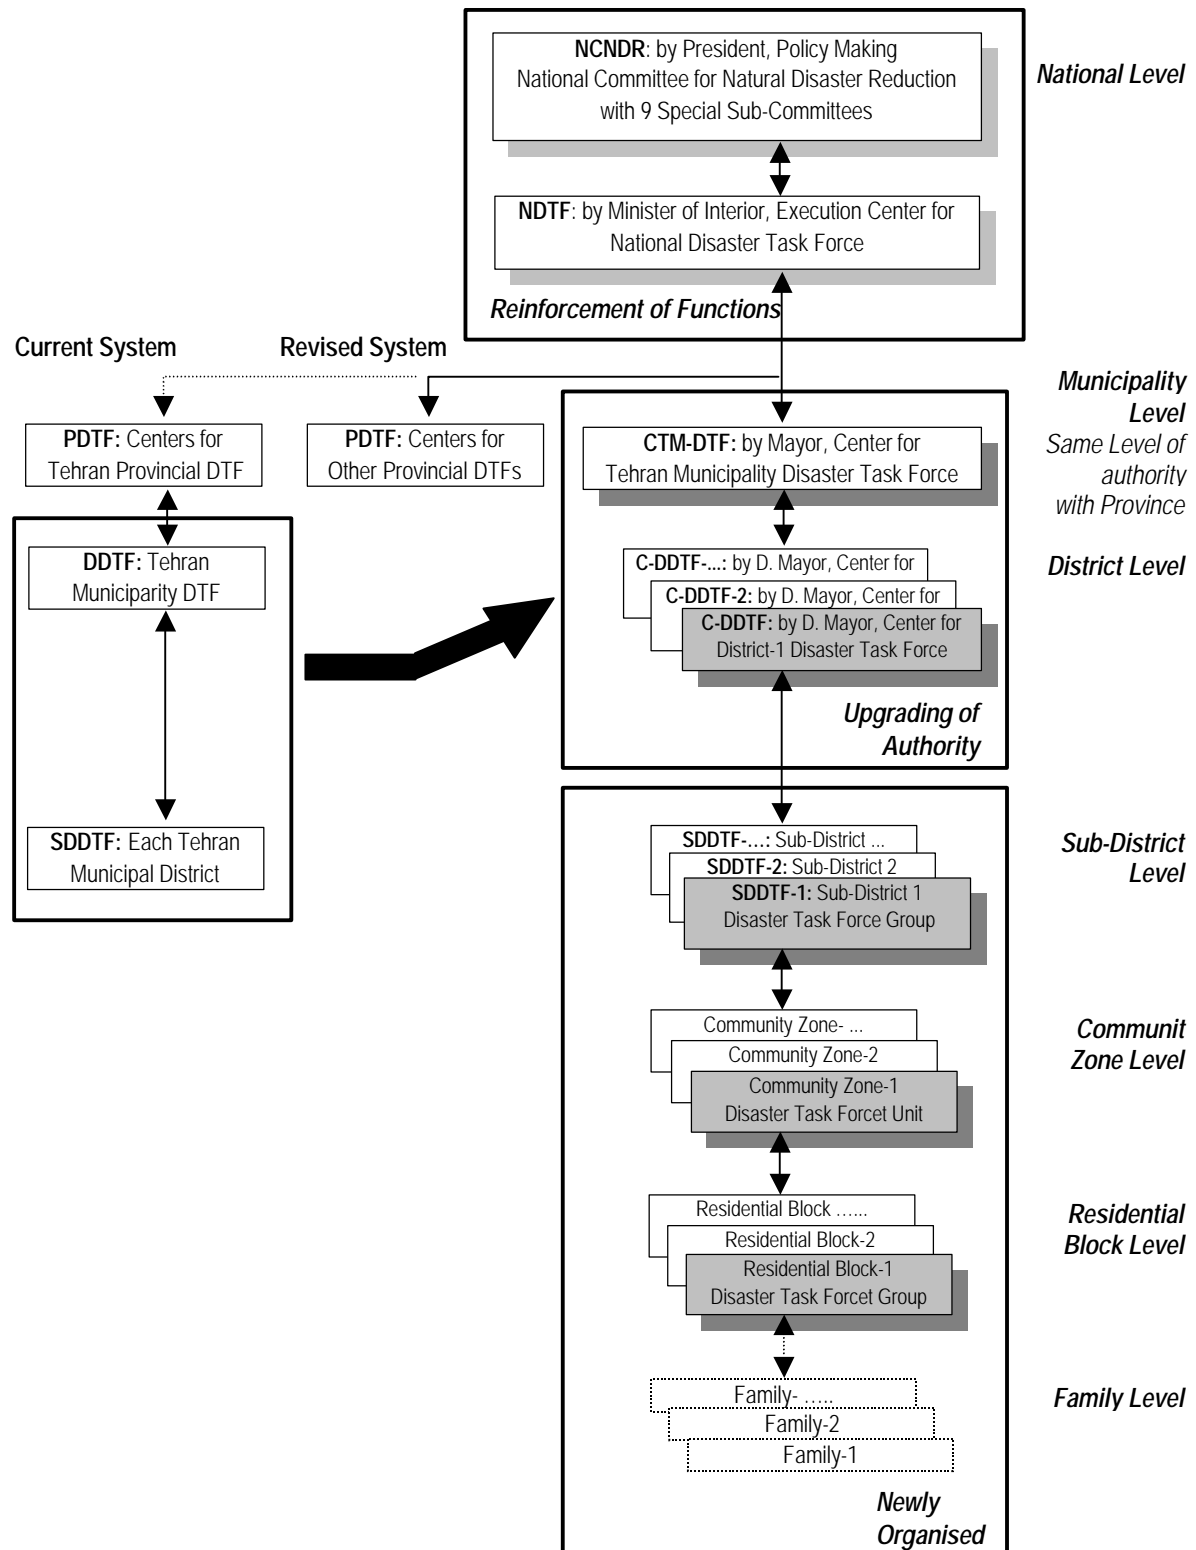 NCNDR: by President, Policy Making
National Committee for Natural Disaster Reduction
with 9 Special Sub-Committees
National Level
NDTF: by Minister of Interior, Execution Center for
National Disaster Task Force
Reinforcement of Functions
Current System
Revised System
PDTF: Centers for
Tehran Provincial DTF
PDTF: Centers for
Other Provincial DTFs
CTM-DTF: by Mayor, Center for
Tehran Municipality Disaster Task Force
Municipality
Level
Same Level of
authority
with Province
DDTF: Tehran
Municiparity DTF
C-DDTF-...: by D. Mayor, Center for
C-DDTF-2: by D. Mayor, Center for
C-DDTF: by D. Mayor, Center for
District-1 Disaster Task Force
District Level
Upgrading of
Authority
SDDTF: Each Tehran
Municipal District
SDDTF-...: Sub-District ...
SDDTF-2: Sub-District 2
SDDTF-1: Sub-District 1
Disaster Task Force Group
Sub-District
Level
Community Zone- ...
Community Zone-2
Community Zone-1
Disaster Task Forcet Unit
Communit
Zone Level
Residential Block ......
Residential Block-2
Residential Block-1
Disaster Task Forcet Group
Residential
Block Level
Family- .....
Family-2
Family-1
Family Level
Newly
Organised